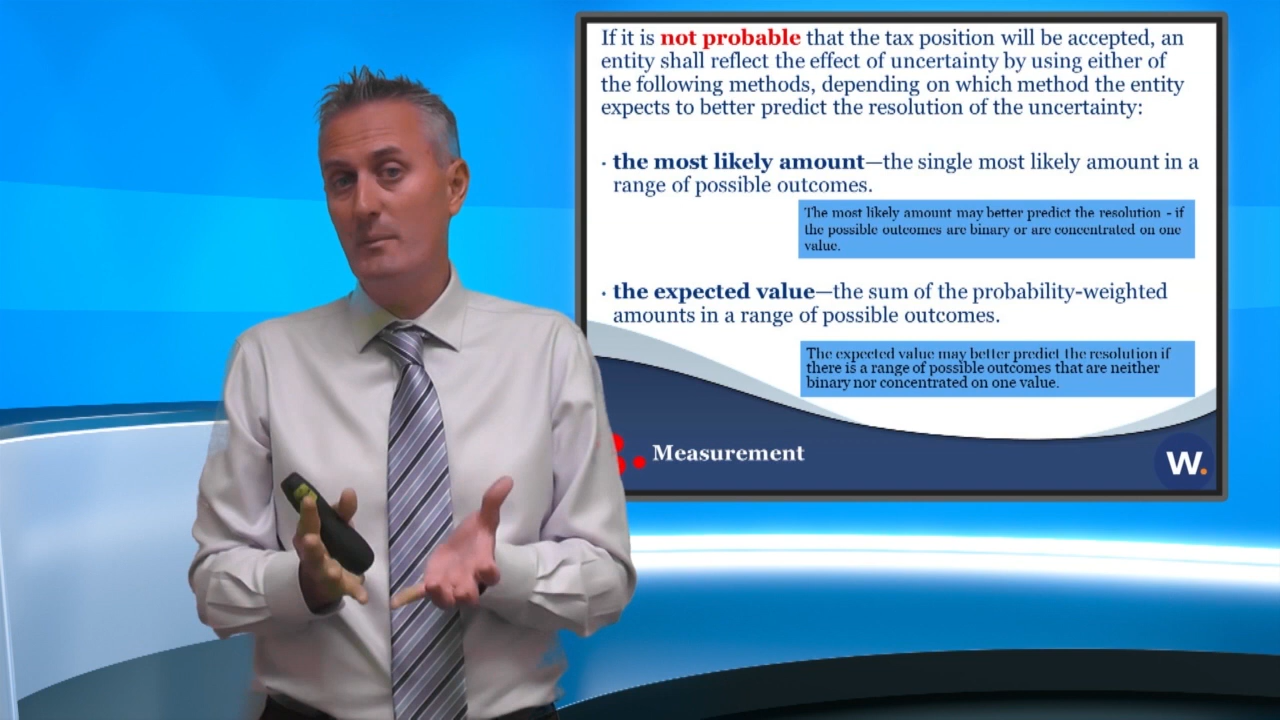 If it is not probable that the tax position will be accepted, an
entity shall reflect the effect of uncertainty by using either of
the following methods, depending on which method the entity
expects to better predict the resolution of the uncertainty:
· the most likely amount—the single most likely amount in a
range of possible outcomes.
The most likely amount may better predict the resolution - if
the possible outcomes are binary or are concentrated on one
value.
· the expected value—the sum of the probability-weighted
amounts in a range of possible outcomes.
The expected value may better predict the resolution if
there is a range of possible outcomes that are neither
binary nor concentrated on one value.
Measurement
W.